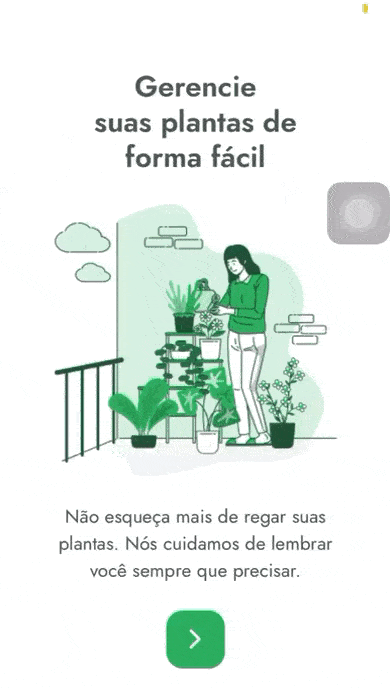 Gerencie
suas plantas de
forma fácil
Não esqueça mais de regar suas
plantas. Nós cuidamos de lembrar
você sempre que precisar.